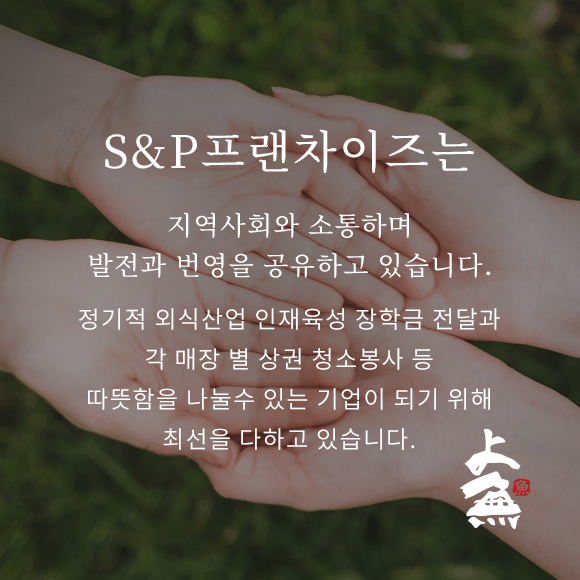 S&P프랜차이즈는
지역사회와 소통하며
발전과 번영을 공유하고 있습니다.
정기적 외식산업 인재육성 장학금 전달과
각 매장 별 상권 청소봉사 등
따뜻함을 나눌수 있는 기업이 되기 위해
최선을 다하고 있습니다.
上
魚